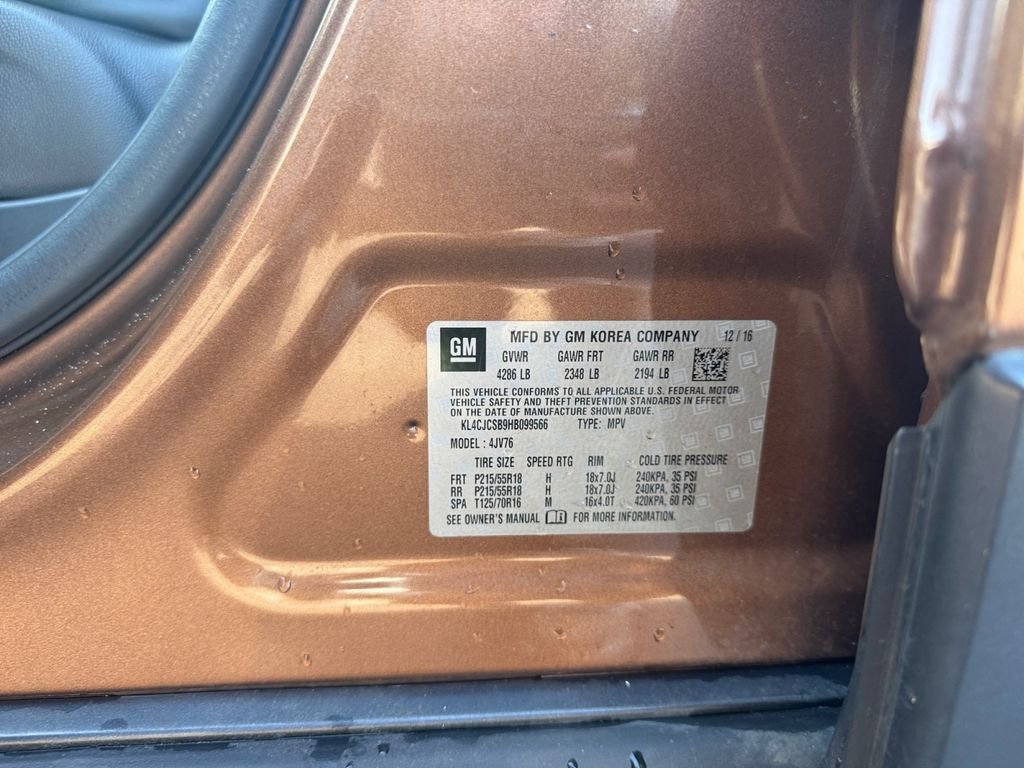 GM MFD BY GM KOREA COMPANY 12 / 16
GVWR GAWR FRT GAWR RR
4286 LB 2348 LB 2194 LB
THIS VEHICLE CONFORMS TO ALL APPLICABLE U.S. FEDERAL MOTOR
VEHICLE SAFETY AND THEFT PREVENTION STANDARDS IN EFFECT
ON THE DATE OF MANUFACTURE SHOWN ABOVE.
KL4CJCSB9HB099566 TYPE: MPV
MODEL : 4JV76
TIRE SIZE SPEED RTG RIM COLD TIRE PRESSURE
FRT P215/55R18 H 18x7.0J 240KPA, 35 PSI
RR P215/55R18 H 18x7.0J 240KPA, 35 PSI
SPA T125/70R16 M 16x4.0T 420KPA, 60 PSI
SEE OWNER'S MANUAL FOR MORE INFORMATION.